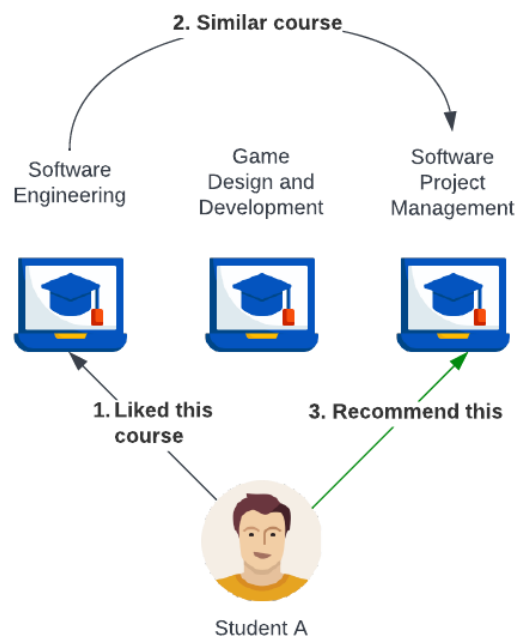 2. Similar course
Software
Engineering
Game
Design and
Development
Software
Project
Management
1. Liked this
course
3. Recommend this
Student A